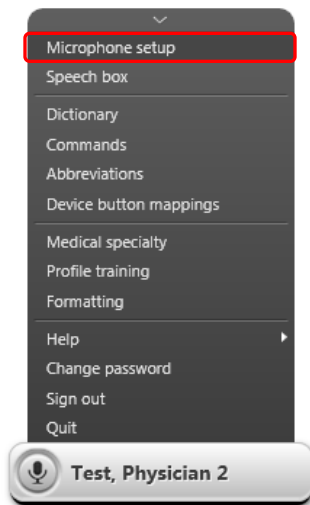 Microphone setup
Speech box
Dictionary
Commands
Abbreviations
Device button mappings
Medical specialty
Profile training
Formatting
Help
Change password
Sign out
Quit
Test, Physician 2